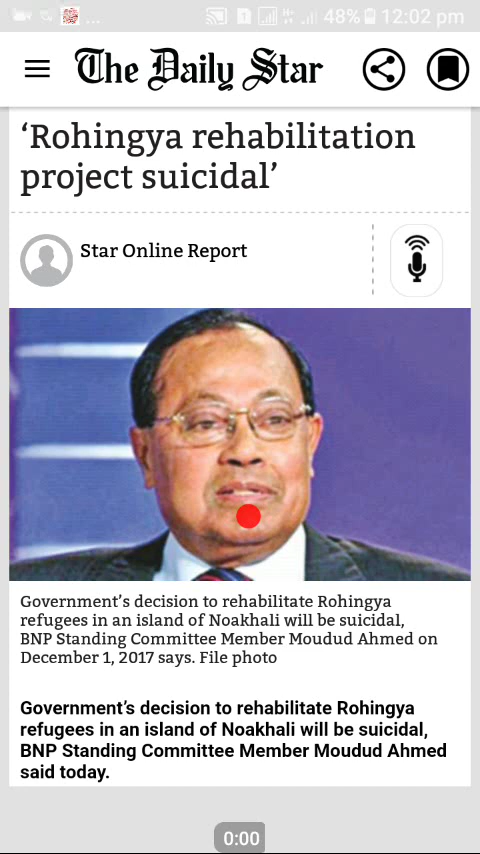 ... 48% 12:02 pm
The Daily Star
‘Rohingya rehabilitation
project suicidal’
Star Online Report
Government’s decision to rehabilitate Rohingya
refugees in an island of Noakhali will be suicidal,
BNP Standing Committee Member Moudud Ahmed on
December 1, 2017 says. File photo
Government’s decision to rehabilitate Rohingya
refugees in an island of Noakhali will be suicidal,
BNP Standing Committee Member Moudud Ahmed
said today.
0:00